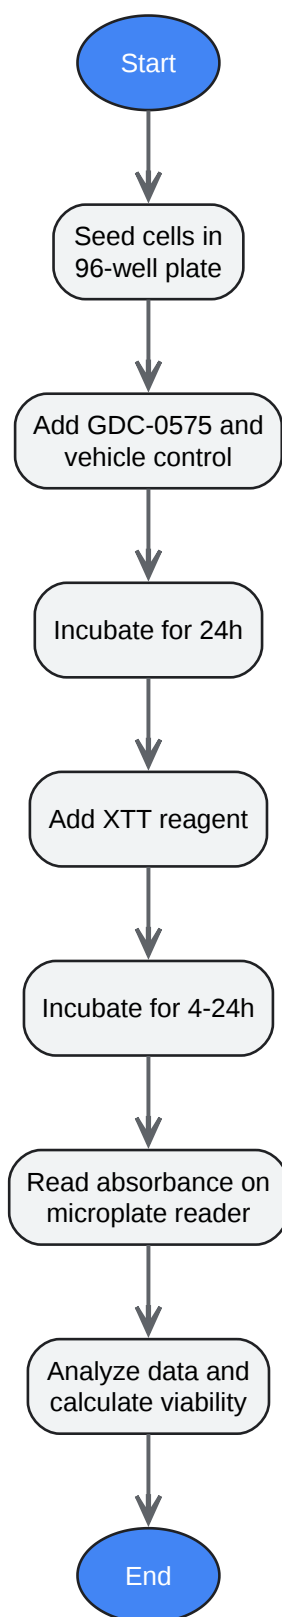 Start
Seed cells in
96-well plate
Add GDC-0575 and
vehicle control
Incubate for 24h
Add XTT reagent
Incubate for 4-24h
Read absorbance on
microplate reader
Analyze data and
calculate viability
End